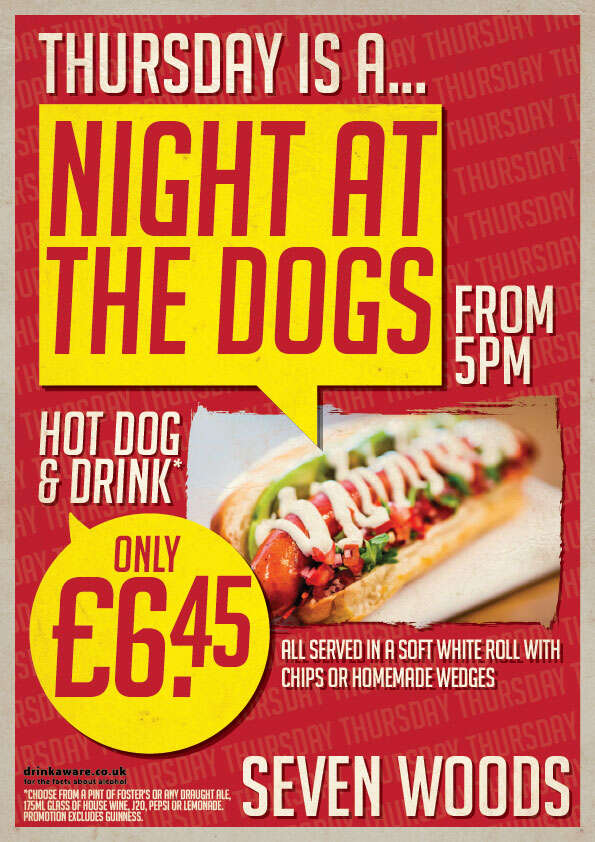 THURSDAY IS A...
NIGHT AT
THE DOGS
FROM
5PM
HOT DOG
& DRINK*
ONLY
£6.45
ALL SERVED IN A SOFT WHITE ROLL WITH
CHIPS OR HOMEMADE WEDGES
drinkaware.co.uk
for the facts about alcohol
*CHOOSE FROM A PINT OF FOSTER'S OR ANY DRAUGHT ALE,
175ML GLASS OF HOUSE WINE, J20, PEPSI OR LEMONADE.
PROMOTION EXCLUDES GUINNESS.
SEVEN WOODS